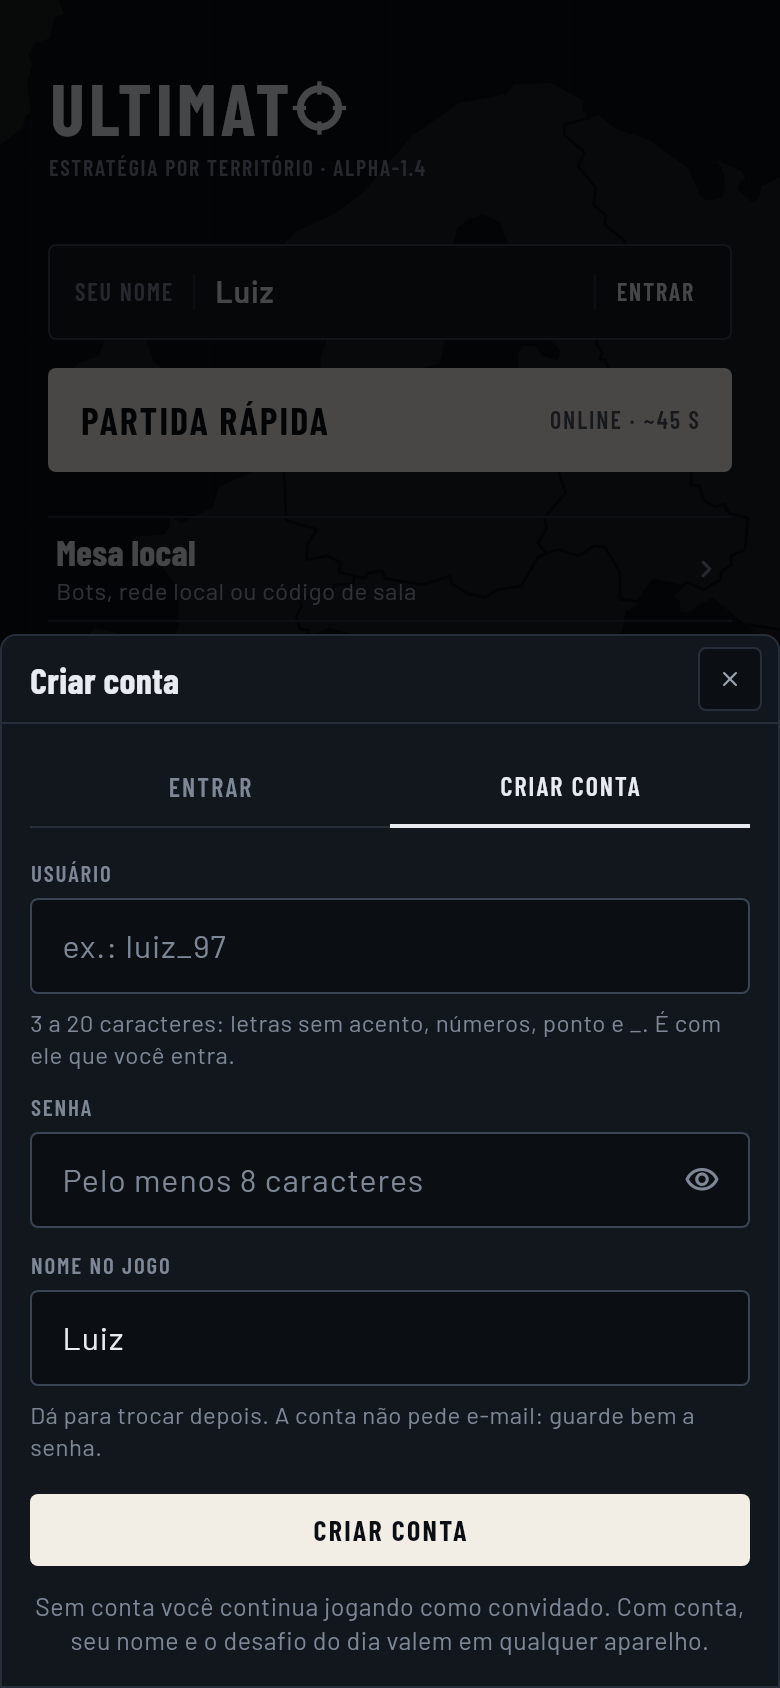 ULTIMATO
ESTRATÉGIA POR TERRITÓRIO · ALPHA-1.4
SEU NOME Luiz ENTRAR
PARTIDA RÁPIDA ONLINE · ~45 S
Mesa local
Bots, rede local ou código de sala
Criar conta
ENTRAR CRIAR CONTA
USUÁRIO
ex.: luiz_97
3 a 20 caracteres: letras sem acento, números, ponto e _. É com
ele que você entra.
SENHA
Pelo menos 8 caracteres
NOME NO JOGO
Luiz
Dá para trocar depois. A conta não pede e-mail: guarde bem a
senha.
CRIAR CONTA
Sem conta você continua jogando como convidado. Com conta,
seu nome e o desafio do dia valem em qualquer aparelho.